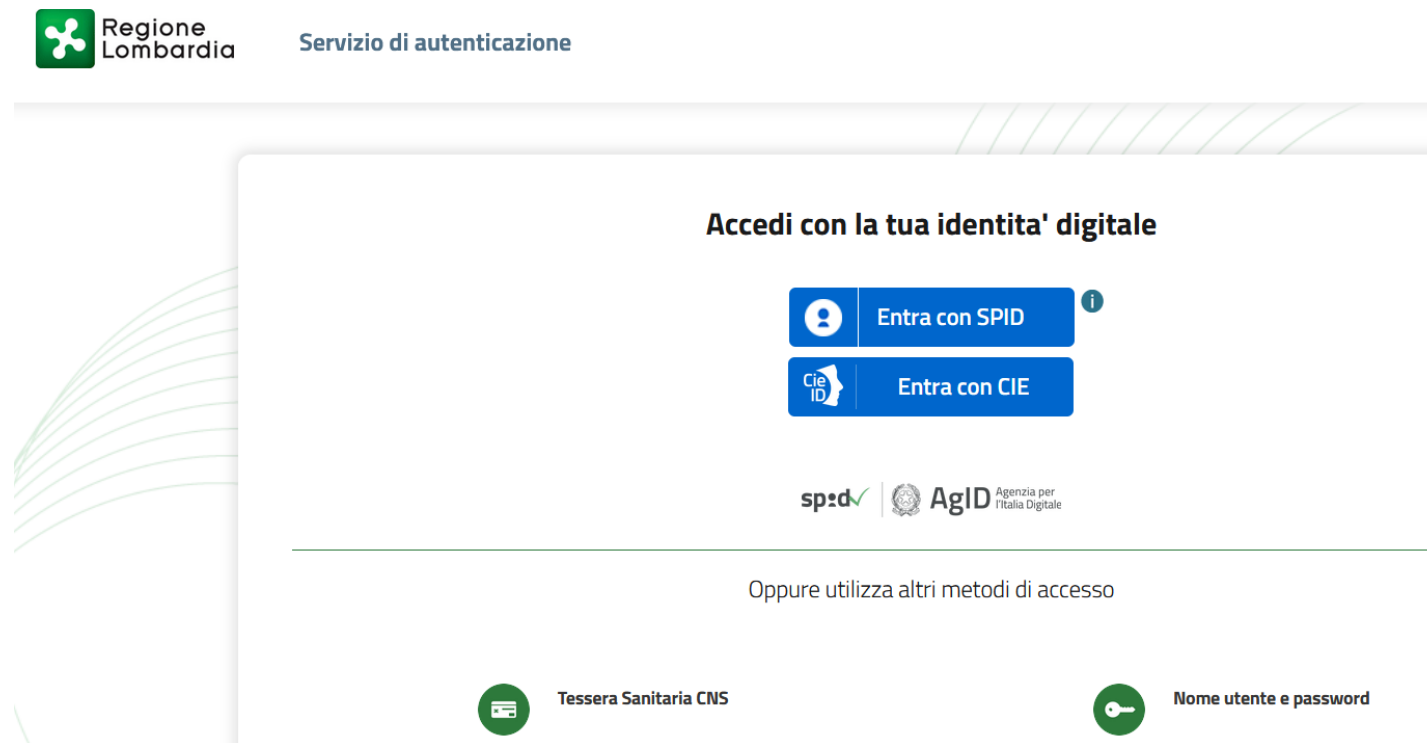 Regione
Lombardia
Servizio di autenticazione
Accedi con la tua identita' digitale
Entra con SPID
i
Cie
ID
Entra con CIE
spid
AgID
Agenzia per
l'Italia Digitale
Oppure utilizza altri metodi di accesso
Tessera Sanitaria CNS
Nome utente e password